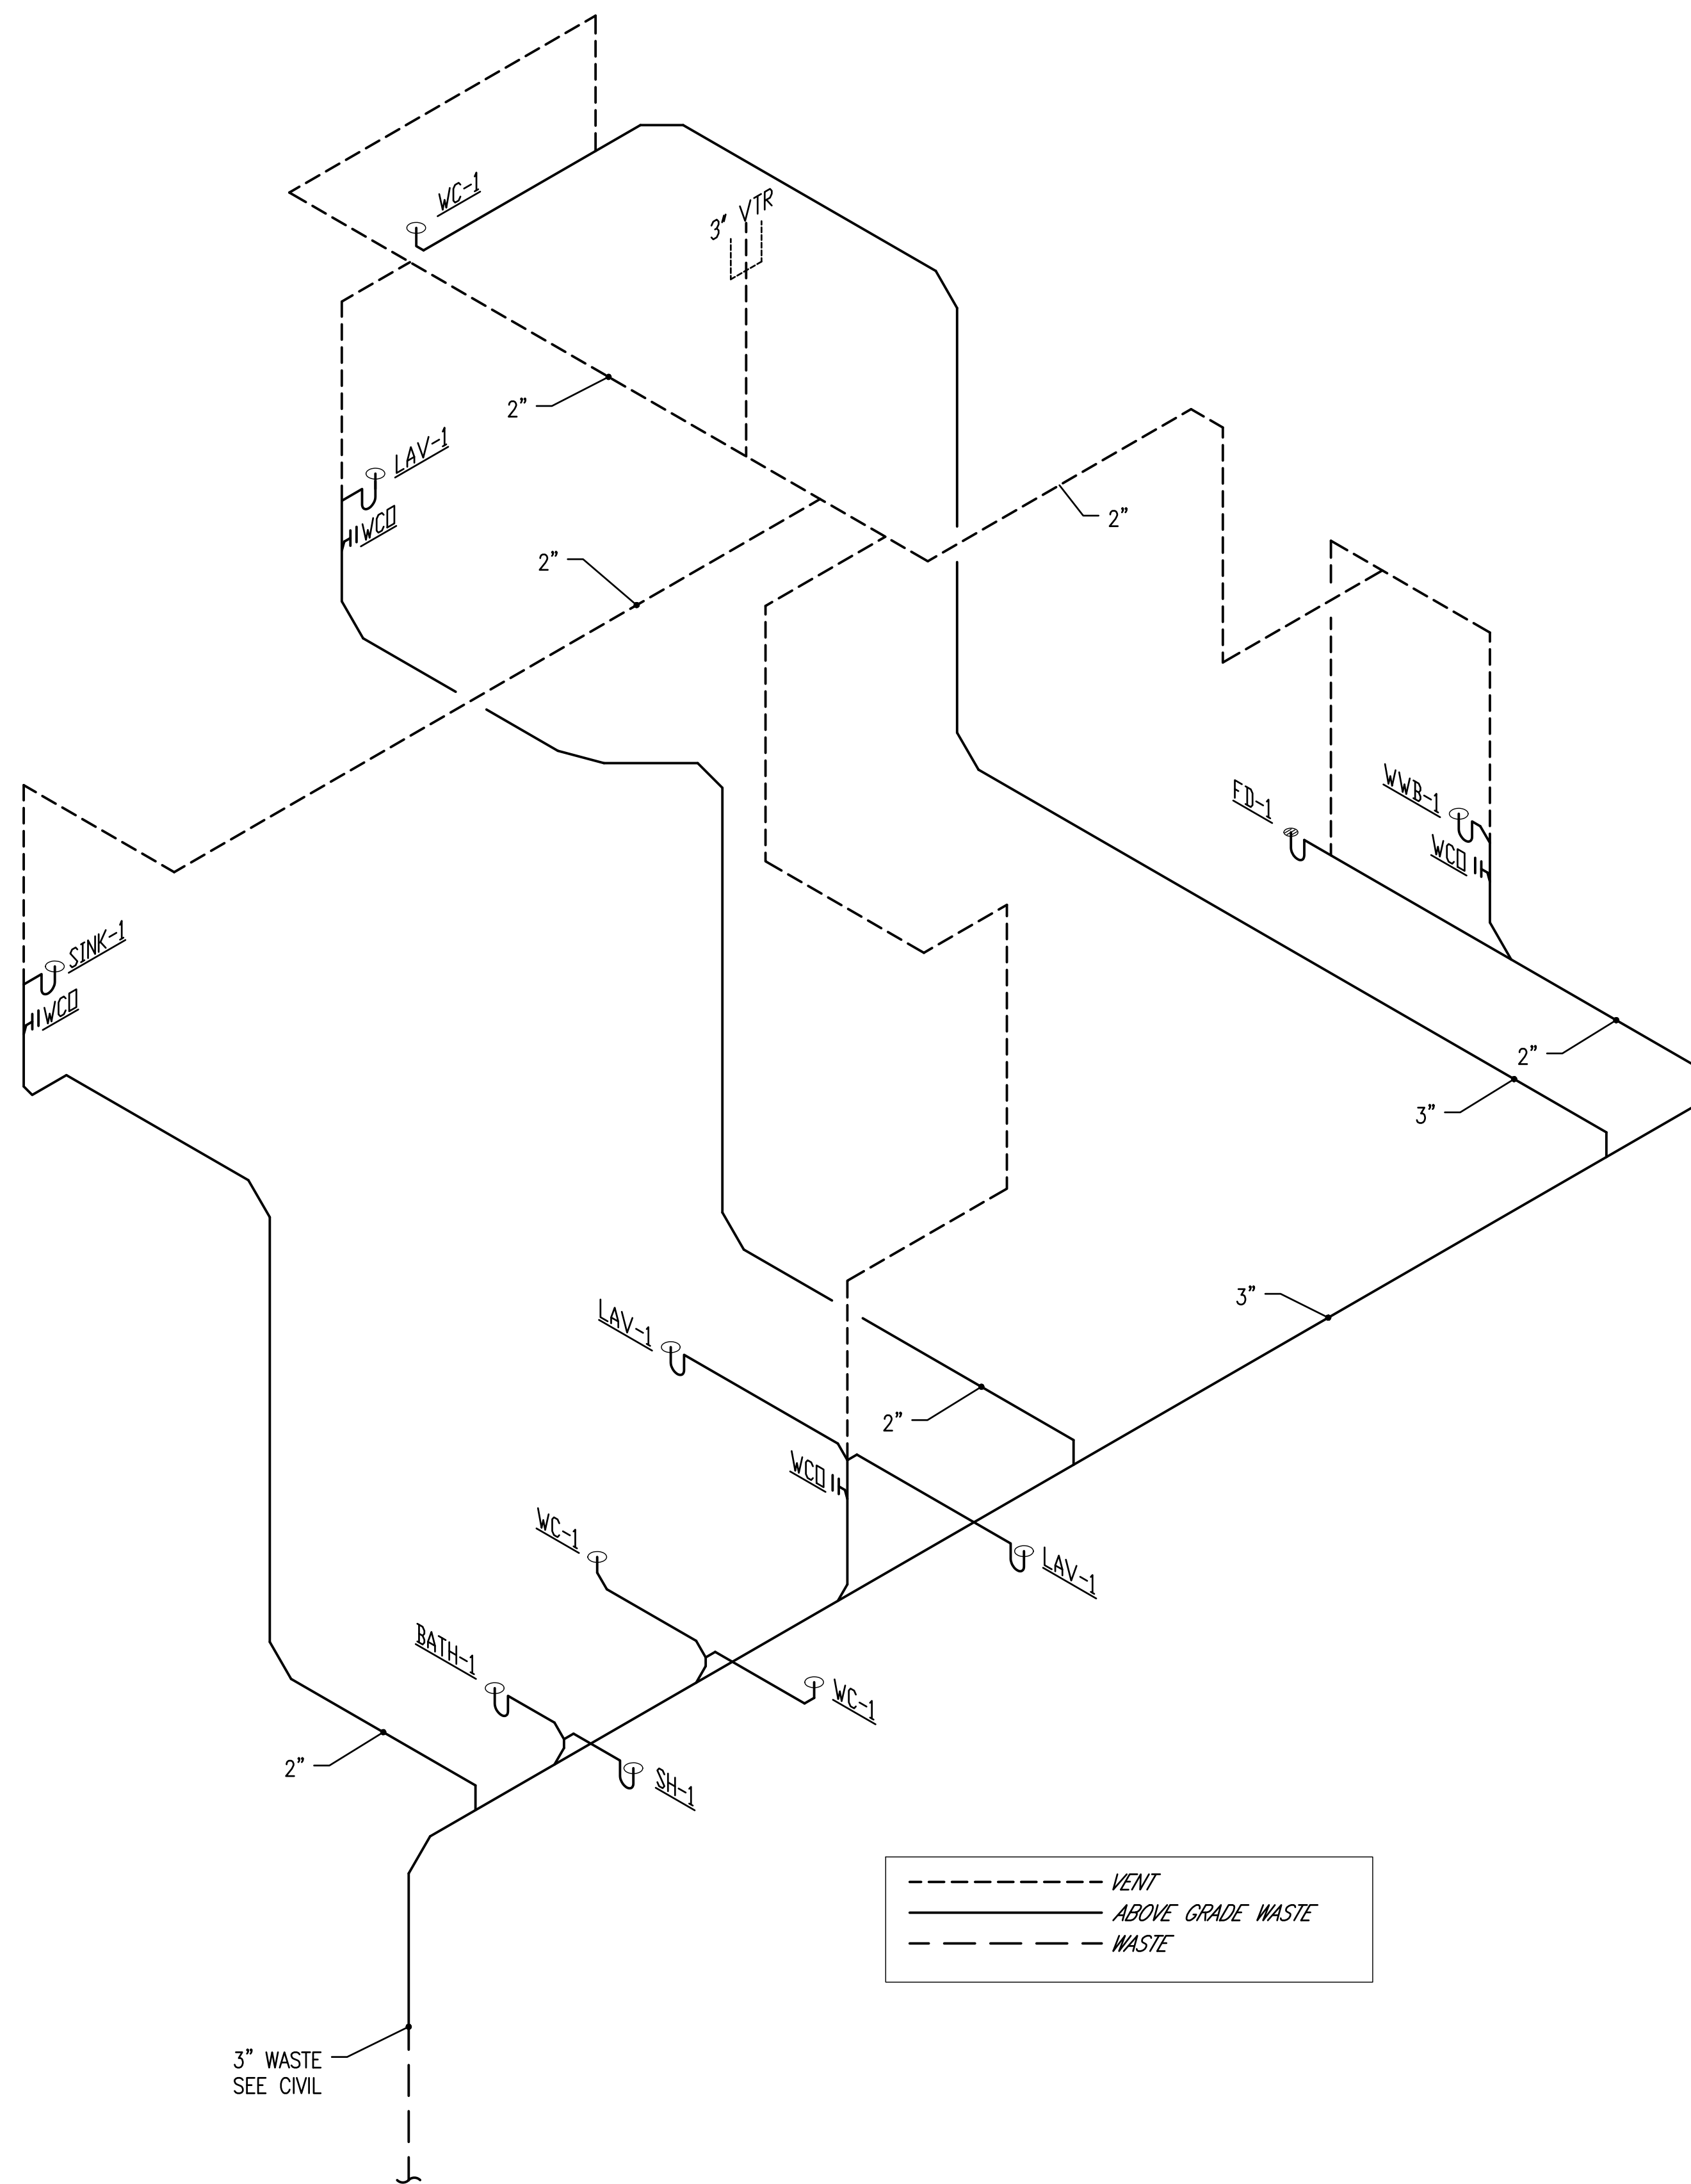 WC-1
3" VTR
2"
LAV-1
WCO
2"
2"
FD-1
WWB-1
WCO
SINK-1
WCO
2"
3"
3"
LAV-1
2"
WCO
WC-1
LAV-1
BATH-1
WC-1
2"
SH-1
VENT
ABOVE GRADE WASTE
WASTE
3" WASTE
SEE CIVIL